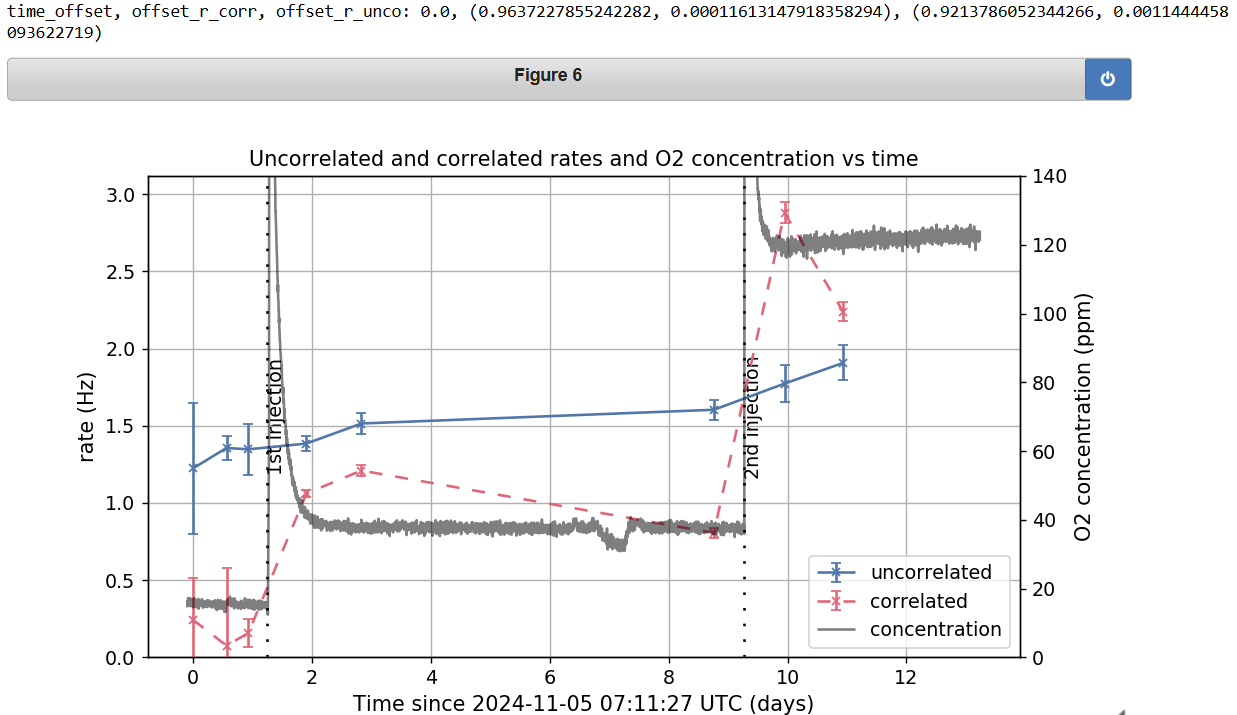 time_offset, offset_r_corr, offset_r_unco: 0.0, (0.9637227855242282, 0.00011613147918358294), (0.9213786052344266, 0.0011444458
093622719)
Figure 6
Uncorrelated and correlated rates and O2 concentration vs time
3.0
2.5
2.0
1.5
1.0
0.5
0.0
rate (Hz)
1st injection
2nd injection
140
120
100
80
60
40
20
0
O2 concentration (ppm)
uncorrelated
correlated
concentration
0 2 4 6 8 10 12
Time since 2024-11-05 07:11:27 UTC (days)